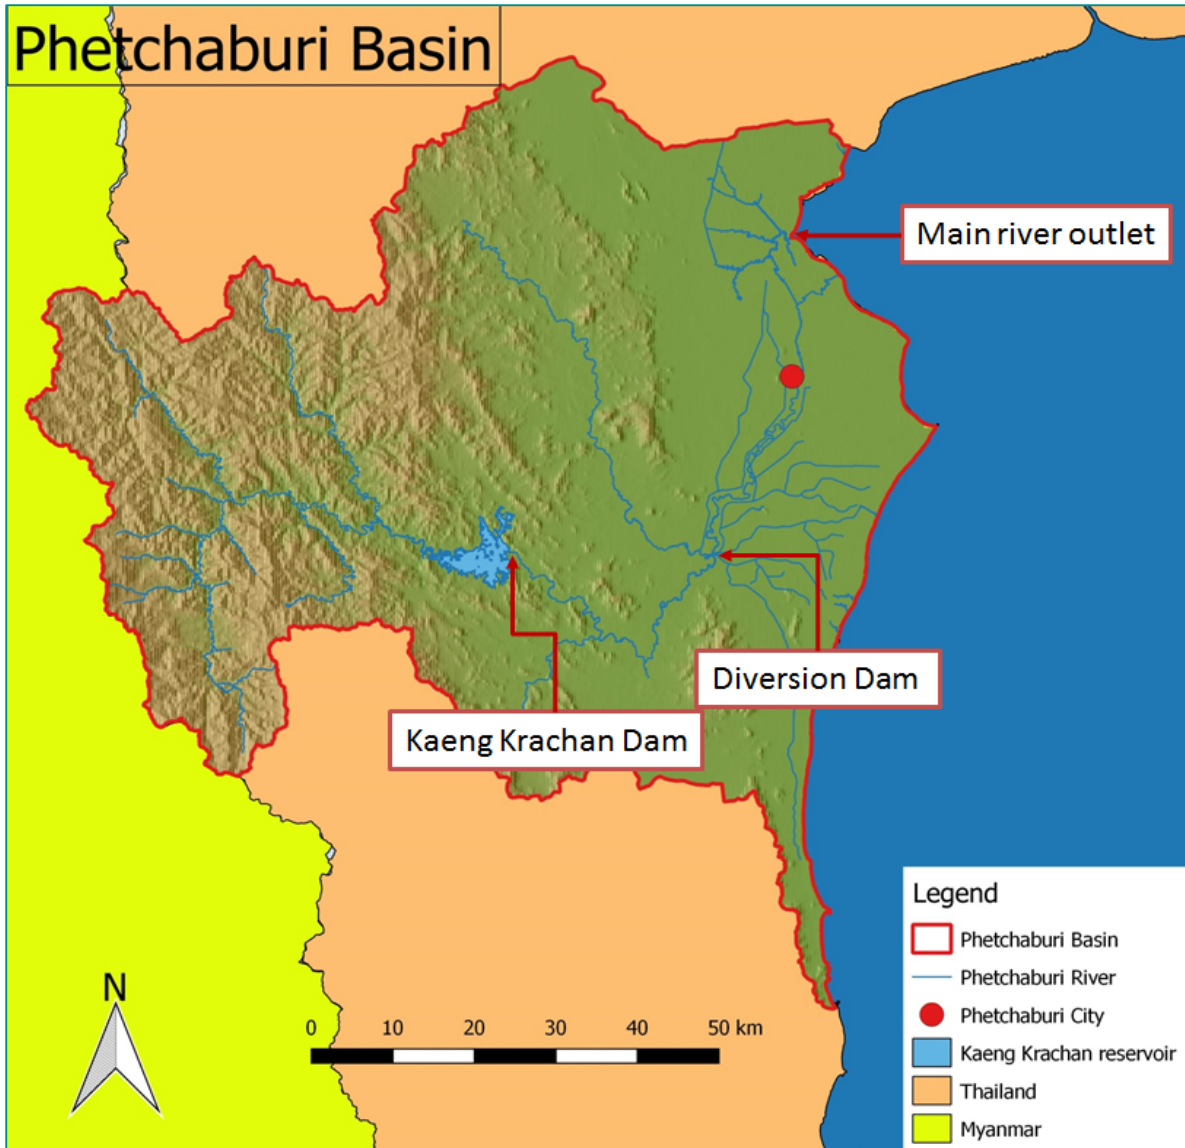 Phetchaburi Basin
Main river outlet
Diversion Dam
Kaeng Krachan Dam
N
0 10 20 30 40 50 km
Legend
Phetchaburi Basin
Phetchaburi River
Phetchaburi City
Kaeng Krachan reservoir
Thailand
Myanmar